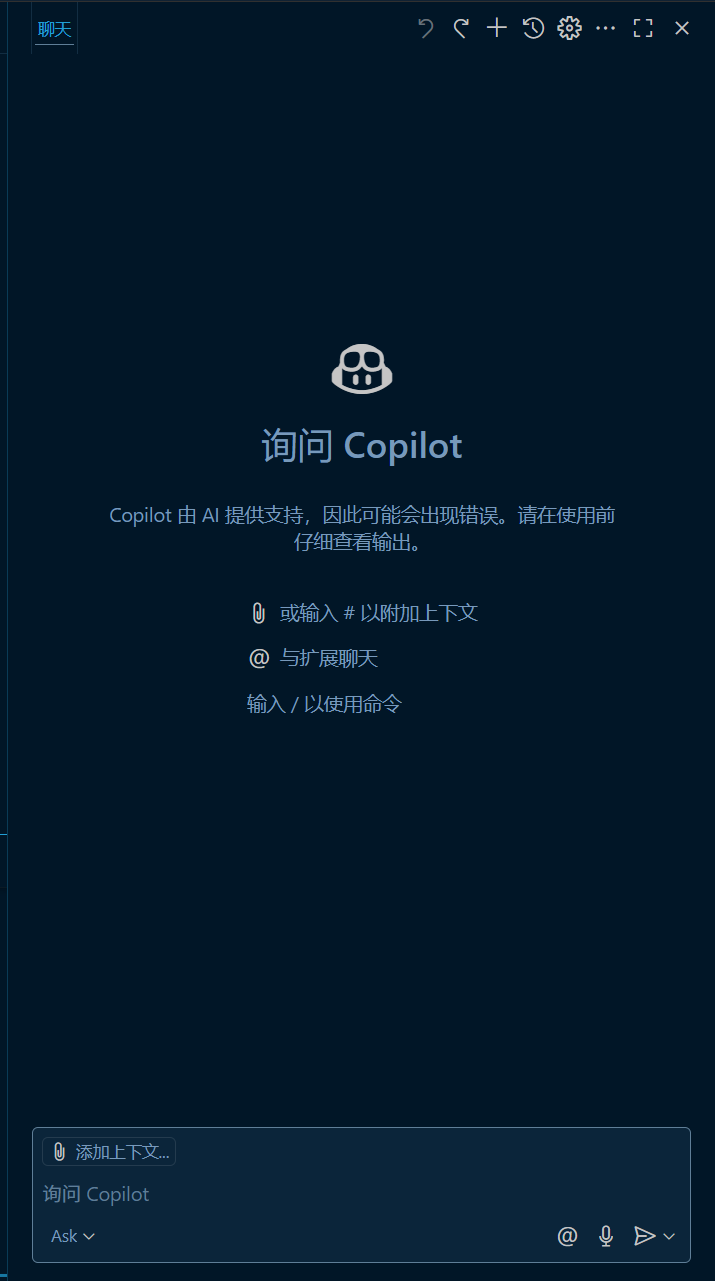 聊天
询问 Copilot
Copilot 由 AI 提供支持，因此可能会出现错误。请在使用前
仔细查看输出。
或输入 # 以附加上下文
@ 与扩展聊天
输入 / 以使用命令
添加上下文...
询问 Copilot
Ask
@